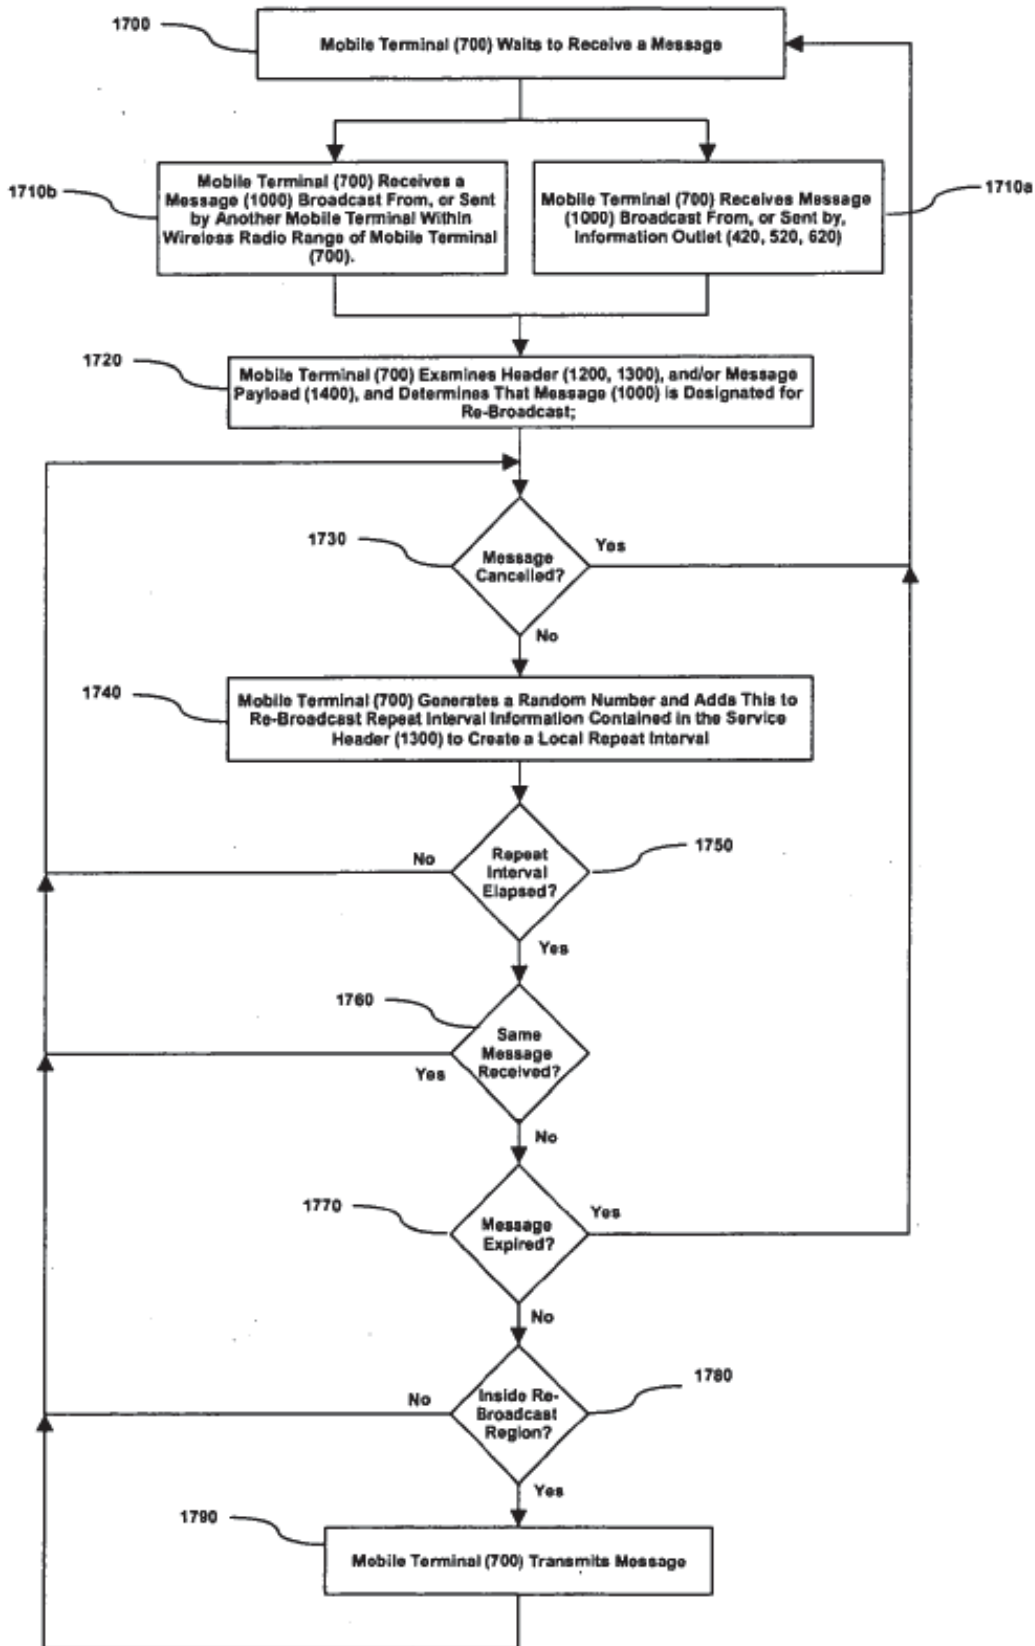 1700
Mobile Terminal (700) Waits to Receive a Message
1710b
Mobile Terminal (700) Receives a
Message (1000) Broadcast From, or Sent
by Another Mobile Terminal Within
Wireless Radio Range of Mobile Terminal
(700).
1710a
Mobile Terminal (700) Receives Message
(1000) Broadcast From, or Sent by,
Information Outlet (420, 520, 620)
1720
Mobile Terminal (700) Examines Header (1200, 1300), and/or Message
Payload (1400), and Determines That Message (1000) is Designated for
Re-Broadcast;
1730
Message
Cancelled?
Yes
No
1740
Mobile Terminal (700) Generates a Random Number and Adds This to
Re-Broadcast Repeat Interval Information Contained in the Service
Header (1300) to Create a Local Repeat Interval
1750
Repeat
Interval
Elapsed?
No
Yes
1760
Same
Message
Received?
Yes
No
1770
Message
Expired?
Yes
No
1780
Inside Re-
Broadcast
Region?
No
Yes
1790
Mobile Terminal (700) Transmits Message